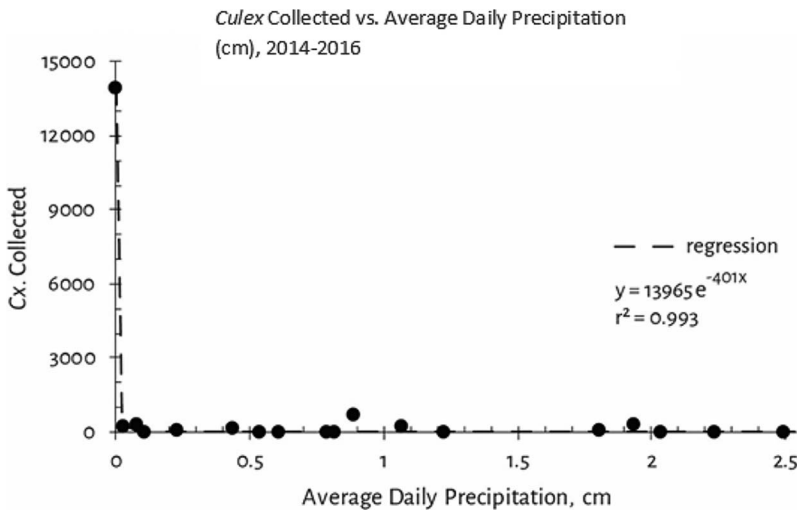 Culex Collected vs. Average Daily Precipitation
(cm), 2014-2016
15000
12000
9000
6000
3000
0
Cx. Collected
regression
y = 13965e^-401x
r² = 0.993
0 0.5 1 1.5 2 2.5
Average Daily Precipitation, cm